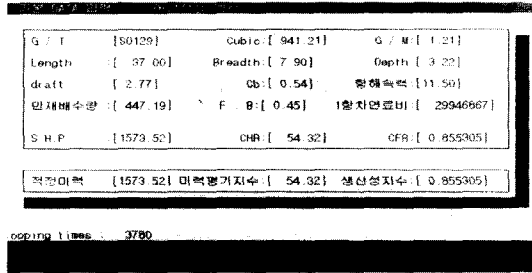 G / T [S0129] Cubic:[ 941.21] G / M:[ 1.21]
Length :[ 37.00] Breadth:[ 7.90] Depth [ 3.22]
draft [ 2.77] Cb:[ 0.54] 항해속력:[11.50]
만재배수량 :[ 447.19] F . B:[ 0.45] 1항차연료비:[ 29946867]
S.H.P :[1573.52] CHR:[ 54.32] CFR:[ 0.855305]
적정마력 [1573.52] 마력평가지수:[ 54.32] 생산성지수:[ 0.855305]
ooping times : 3780